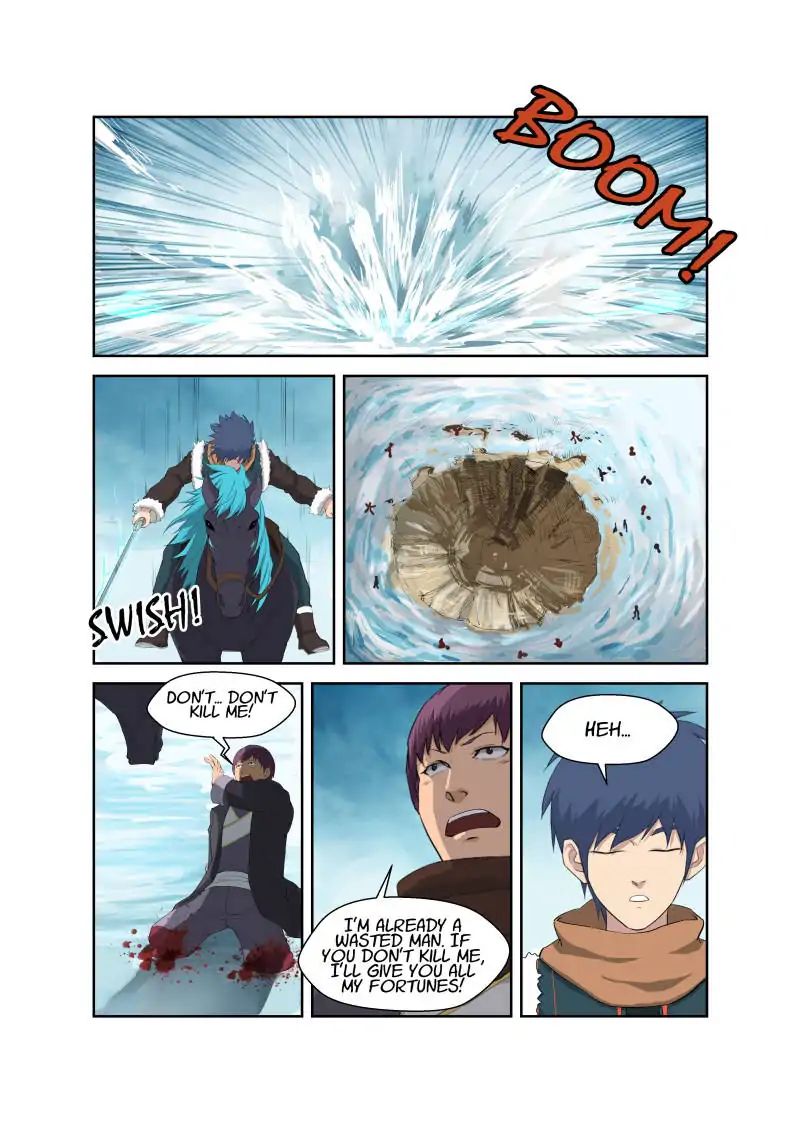 BOOM!
SWISH!
DON'T... DON'T
KILL ME!
I'M ALREADY A
WASTED MAN. IF
YOU DON'T KILL ME,
I'LL GIVE YOU ALL
MY FORTUNES!
HEH...